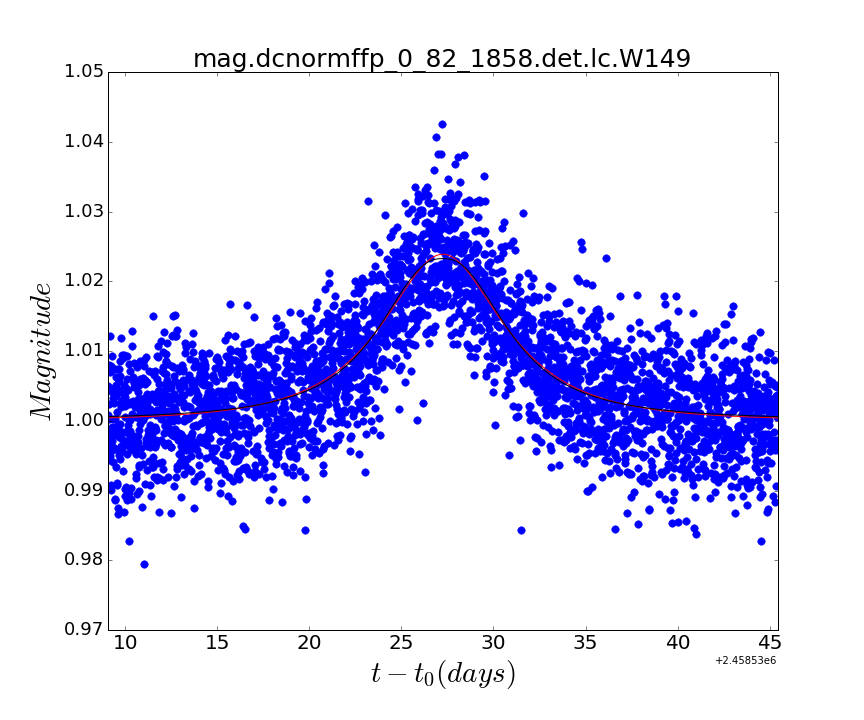 mag.dcnormffp_0_82_1858.det.lc.W149
1.05
1.04
1.03
1.02
1.01
1.00
0.99
0.98
0.97
Magnitude
10 15 20 25 30 35 40 45
+2.45853e6
t − t₀(days)